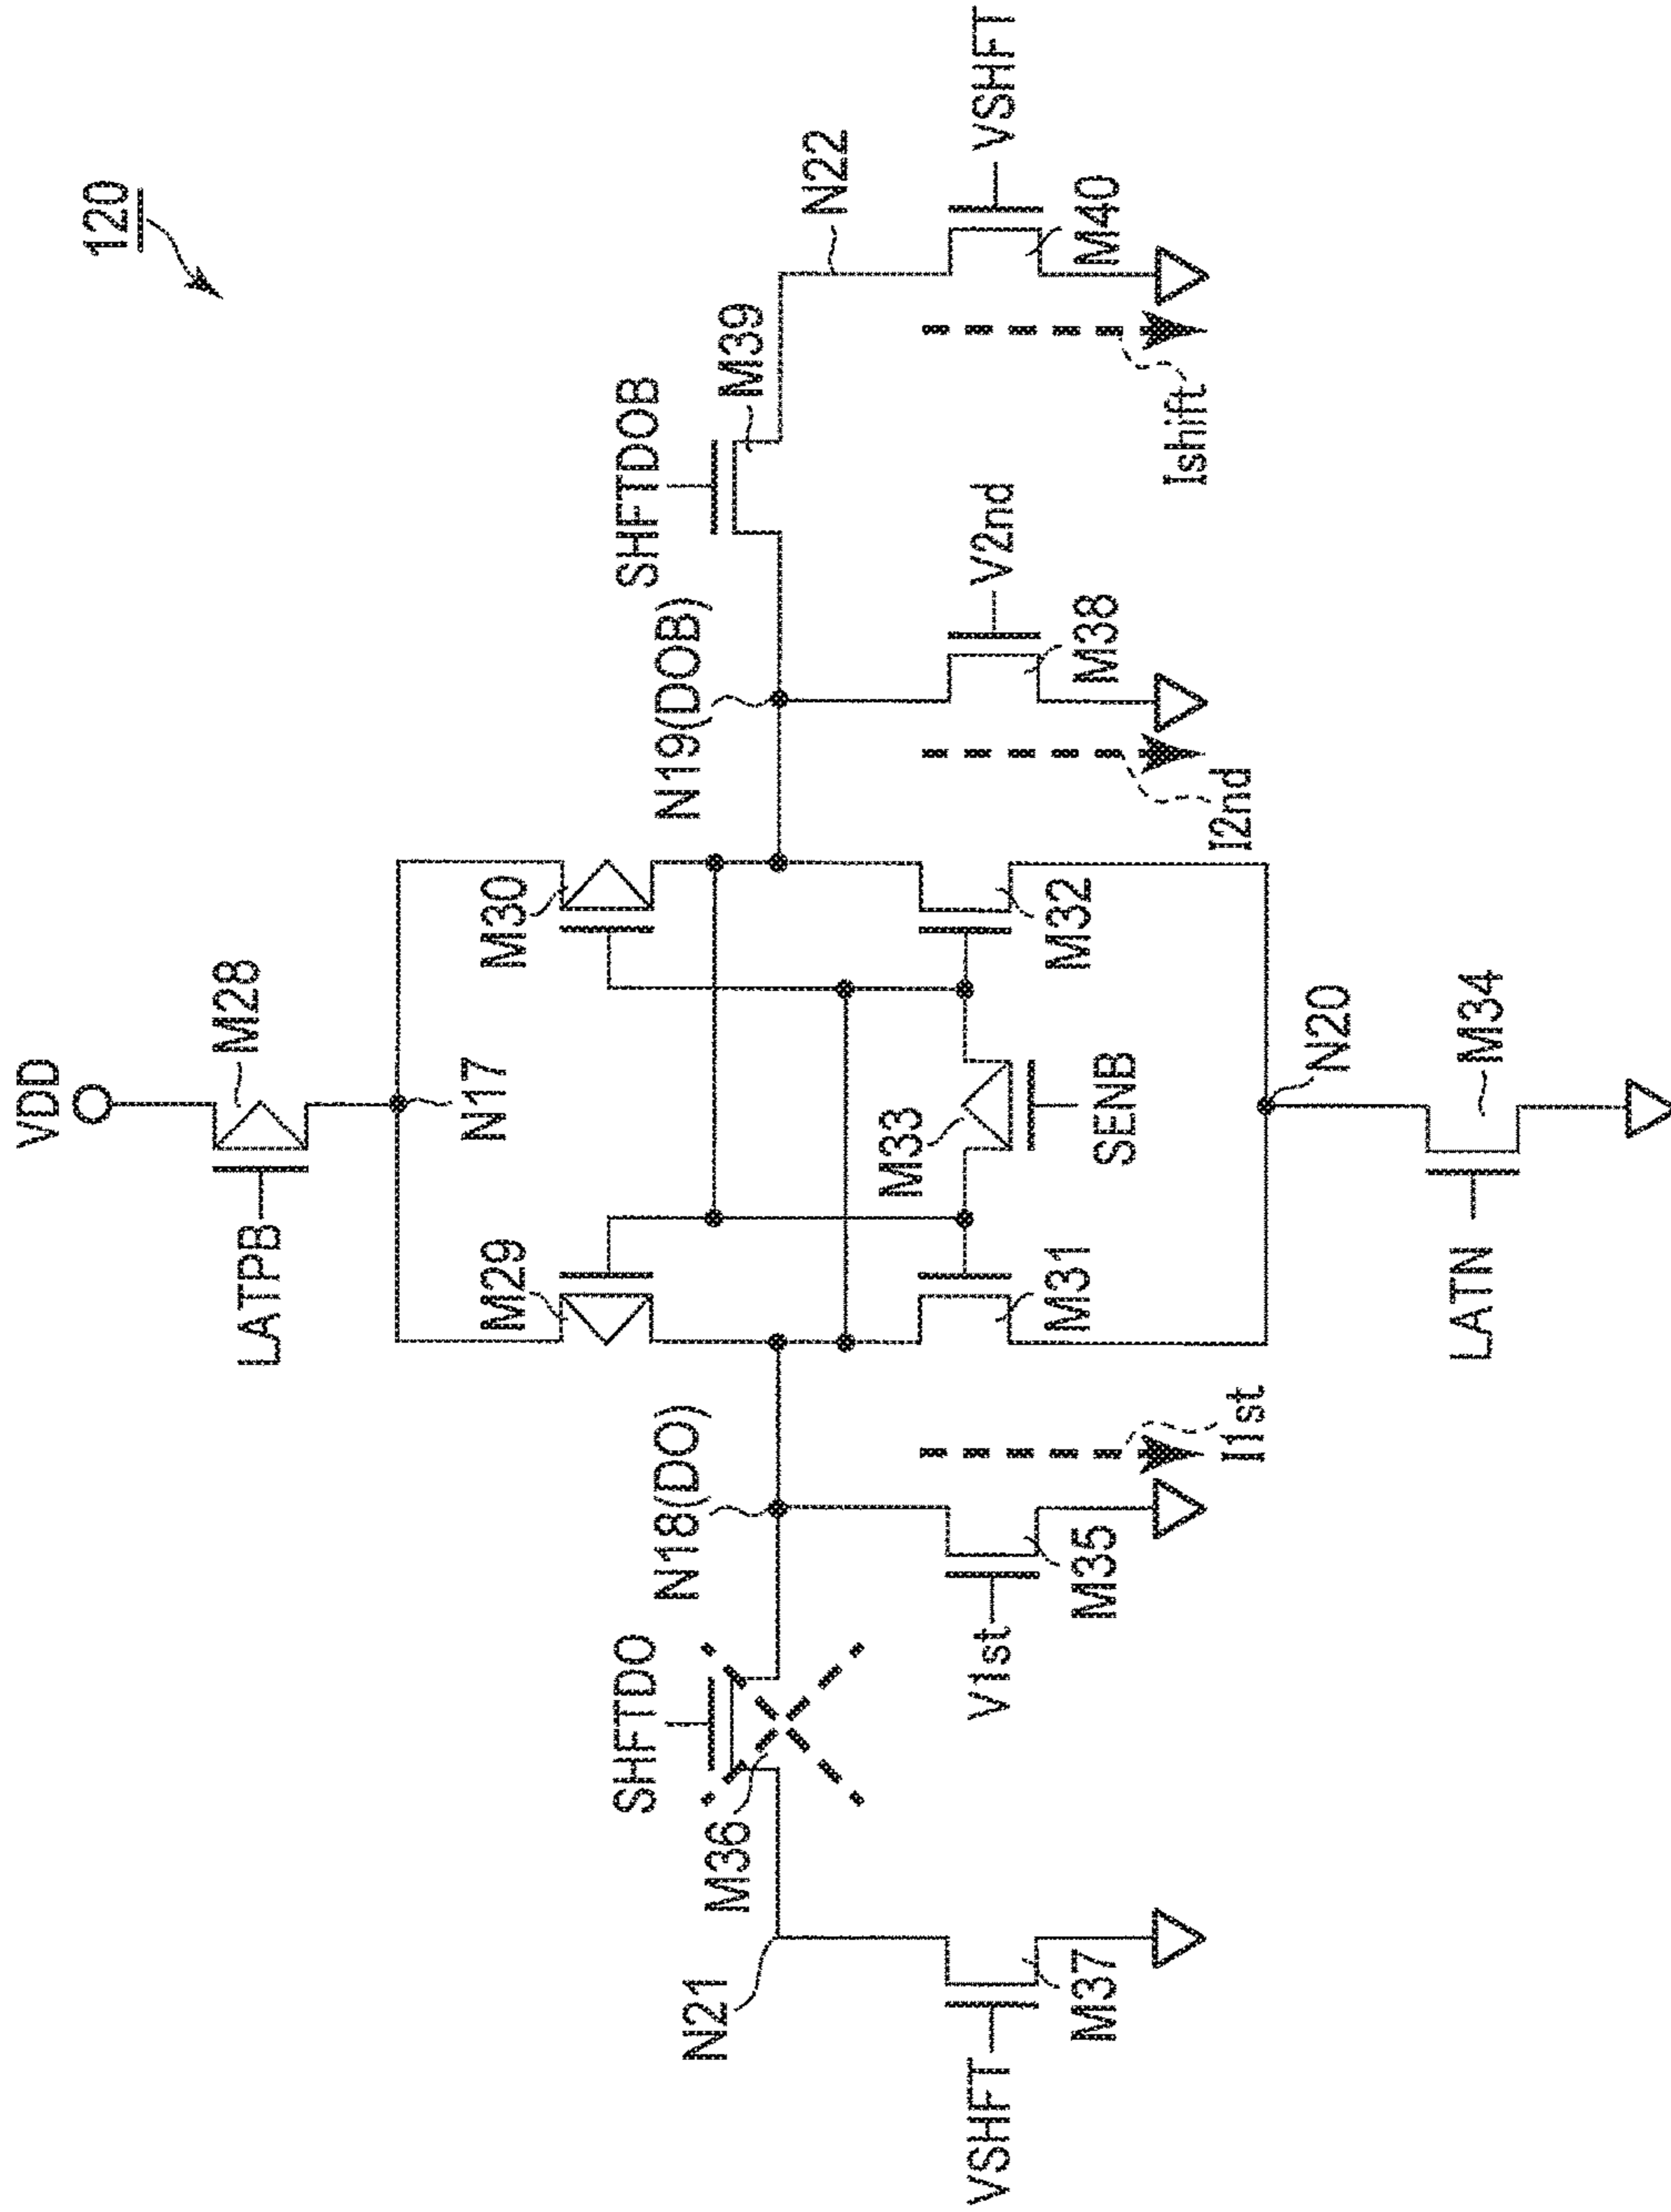 120
VDD
M28
LATPB
N17
M29
M30
SHFTDO
SHFTDOB
M36
M39
N18(DO)
N19(DOB)
N21
N22
M33
SENB
M31
M32
VSHFT
M37
V1st
M35
V2nd
M38
VSHFT
M40
I1st
I2nd
Ishift
N20
LATN
M34